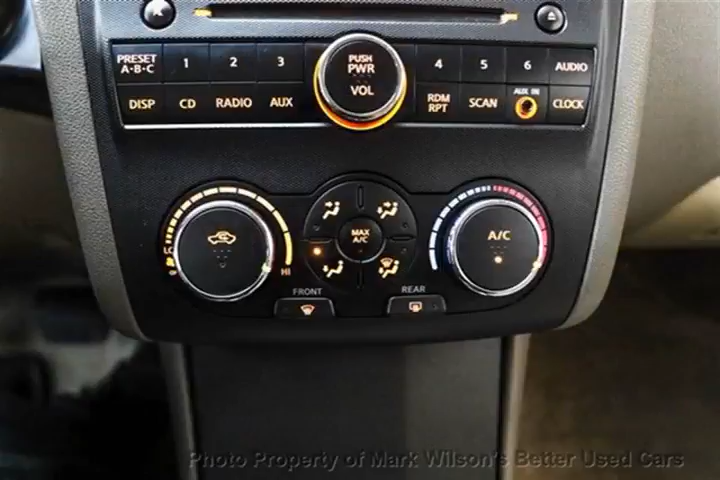 PRESET A·B·C 1 2 3 PUSH PWR VOL 4 5 6 AUDIO
DISP CD RADIO AUX RDM RPT SCAN AUX IN CLOCK
MAX A/C
A/C
HI
FRONT REAR
Photo Property of Mark Wilson's Better Used Cars